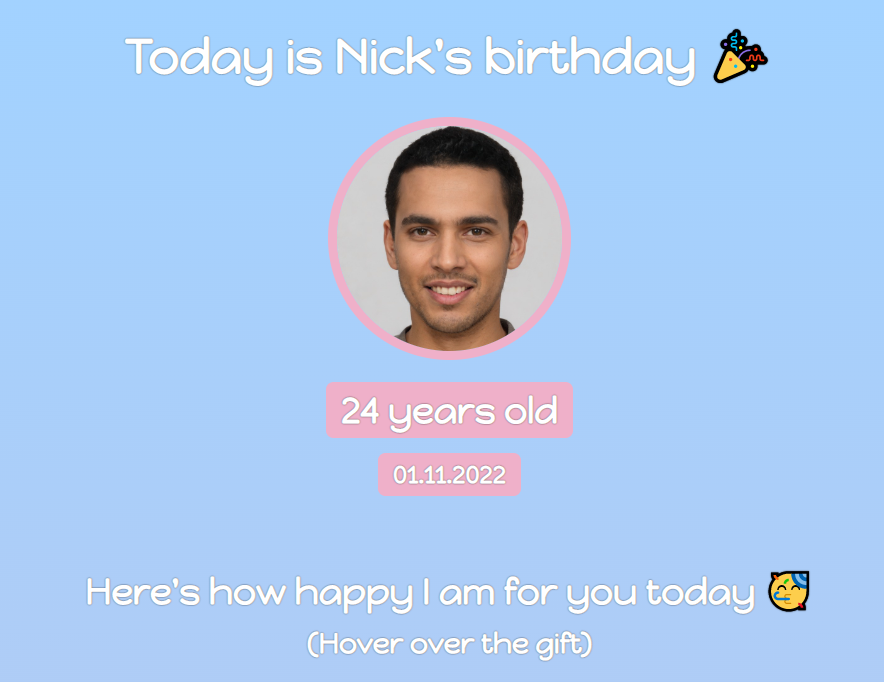 Today is Nick's birthday 🎉
24 years old
01.11.2022
Here's how happy I am for you today 🥳
(Hover over the gift)